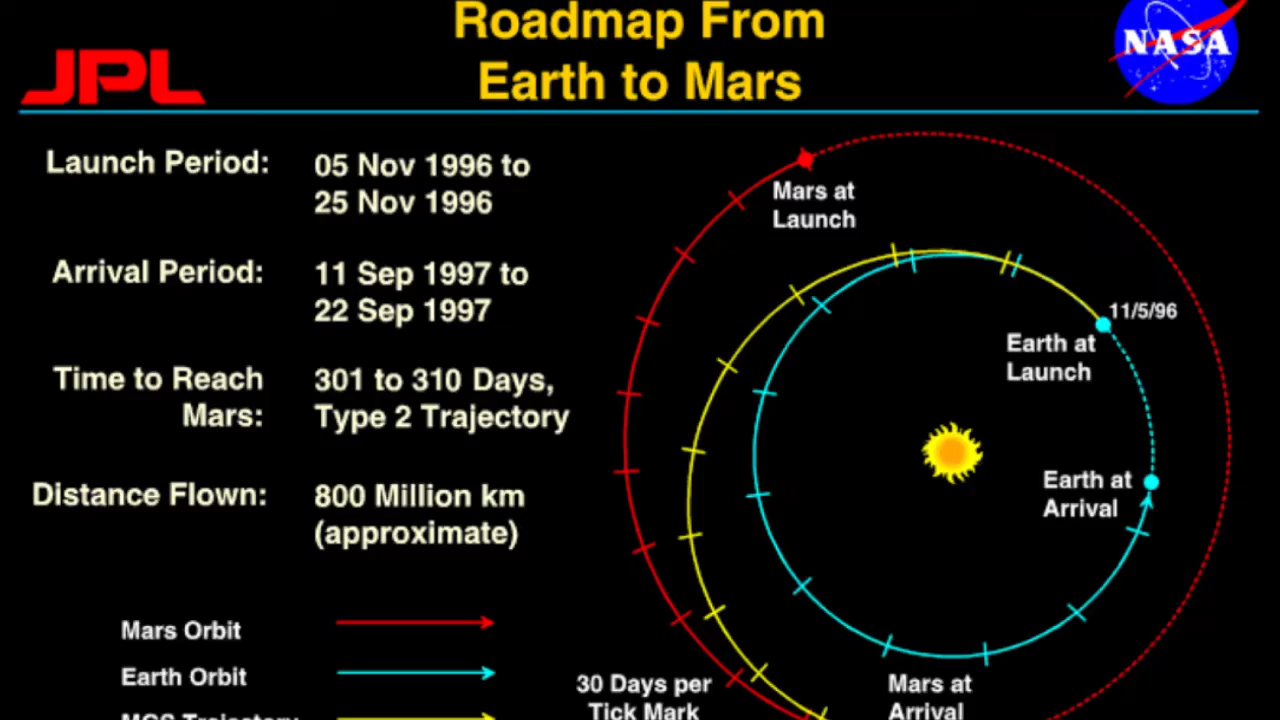 Roadmap From
Earth to Mars
JPL
NASA
Launch Period:
05 Nov 1996 to
25 Nov 1996
Arrival Period:
11 Sep 1997 to
22 Sep 1997
Time to Reach
Mars:
301 to 310 Days,
Type 2 Trajectory
Distance Flown:
800 Million km
(approximate)
Mars Orbit
Earth Orbit
MGS Trajectory
Mars at
Launch
11/5/96
Earth at
Launch
Earth at
Arrival
30 Days per
Tick Mark
Mars at
Arrival